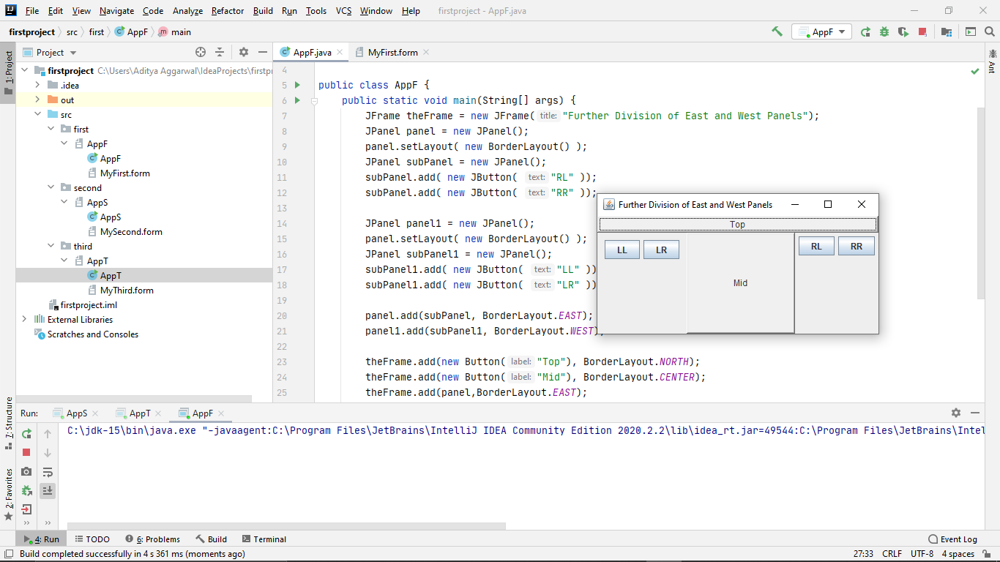 File Edit View Navigate Code Analyze Refactor Build Run Tools VCS Window Help firstproject - AppF.java
firstproject src first AppF main AppF
1: Project
Project
AppF.java MyFirst.form
Ant
firstproject C:\Users\Aditya Aggarwal\IdeaProjects\firstpr
.idea
out
src
first
AppF
AppF
MyFirst.form
second
AppS
AppS
MySecond.form
third
AppT
AppT
MyThird.form
firstproject.iml
External Libraries
Scratches and Consoles
4
5 public class AppF {
6 public static void main(String[] args) {
7 JFrame theFrame = new JFrame( title: "Further Division of East and West Panels");
8 JPanel panel = new JPanel();
9 panel.setLayout( new BorderLayout() );
10 JPanel subPanel = new JPanel();
11 subPanel.add( new JButton( text: "RL" ));
12 subPanel.add( new JButton( text: "RR" ));
13
14 JPanel panel1 = new JPanel();
15 panel.setLayout( new BorderLayout() );
16 JPanel subPanel1 = new JPanel();
17 subPanel1.add( new JButton( text: "LL" ))
18 subPanel1.add( new JButton( text: "LR" ))
19
20 panel.add(subPanel, BorderLayout.EAST);
21 panel1.add(subPanel1, BorderLayout.WEST);
22
23 theFrame.add(new Button( label: "Top"), BorderLayout.NORTH);
24 theFrame.add(new Button( label: "Mid"), BorderLayout.CENTER);
25 theFrame.add(panel,BorderLayout.EAST);
Further Division of East and West Panels
Top
LL LR Mid RL RR
7: Structure
2: Favorites
Run: AppS AppT AppF
C:\jdk-15\bin\java.exe "-javaagent:C:\Program Files\JetBrains\IntelliJ IDEA Community Edition 2020.2.2\lib\idea_rt.jar=49544:C:\Program Files\JetBrains\Intel
4: Run TODO 6: Problems Build Terminal Event Log
Build completed successfully in 4 s 361 ms (moments ago) 27:33 CRLF UTF-8 4 spaces